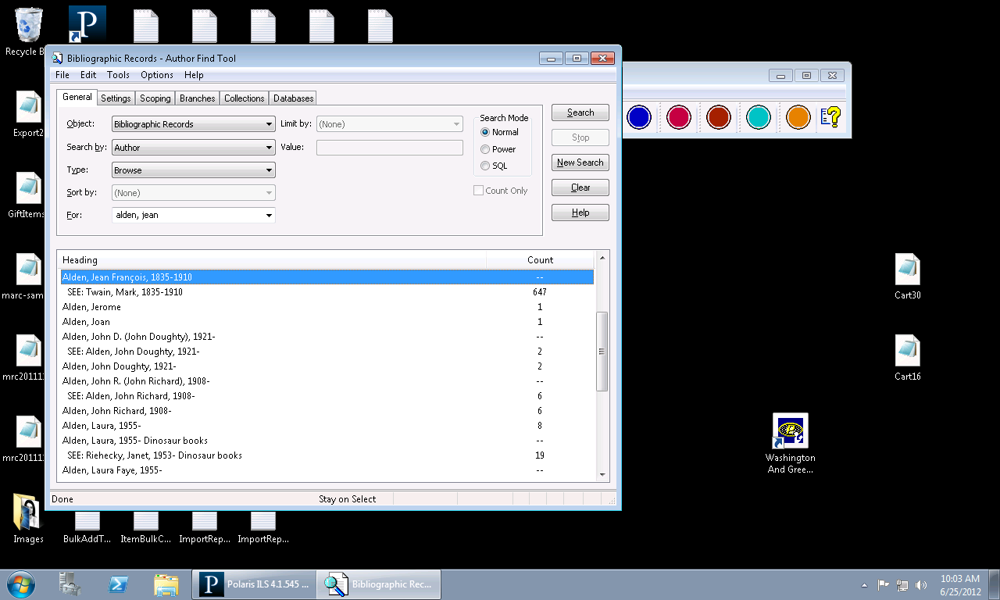 Recycle B
Bibliographic Records - Author Find Tool
File Edit Tools Options Help
General Settings Scoping Branches Collections Databases
Object: Bibliographic Records Limit by: (None)
Search by: Author Value:
Type: Browse
Sort by: (None)
For: alden, jean
Search Mode
Normal
Power
SQL
Count Only
Search
Stop
New Search
Clear
Help
Heading Count
Alden, Jean François, 1835-1910 --
SEE: Twain, Mark, 1835-1910 647
Alden, Jerome 1
Alden, Joan 1
Alden, John D. (John Doughty), 1921- --
SEE: Alden, John Doughty, 1921- 2
Alden, John Doughty, 1921- 2
Alden, John R. (John Richard), 1908- --
SEE: Alden, John Richard, 1908- 6
Alden, John Richard, 1908- 6
Alden, Laura, 1955- 8
Alden, Laura, 1955- Dinosaur books --
SEE: Riehecky, Janet, 1953- Dinosaur books 19
Alden, Laura Faye, 1955- --
Done Stay on Select
Export2
GiftItems
marc-sam
mrc20111
mrc20111
Images
BulkAddT... ItemBulkC... ImportRep... ImportRep...
Cart30
Cart16
Washington
And Gree...
Polaris ILS 4.1.545 ... Bibliographic Rec...
10:03 AM
6/25/2012